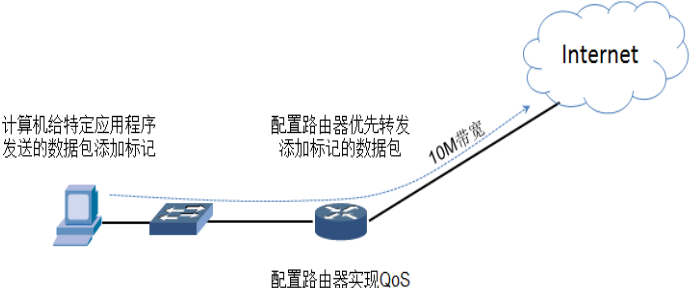 Internet
计算机给特定应用程序
发送的数据包添加标记
配置路由器优先转发
添加标记的数据包
10M带宽
配置路由器实现QoS